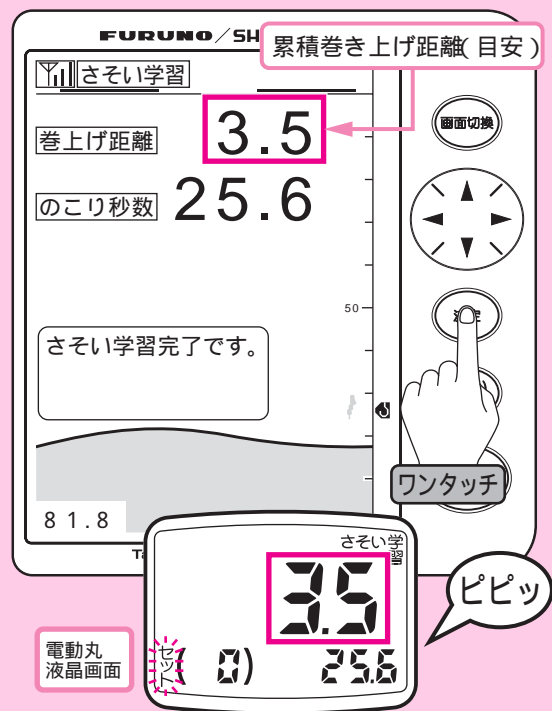 FURUNO/SH
累積巻き上げ距離(目安)
さそい学習
巻上げ距離 3.5
のこり秒数 25.6
画面切換
50
さそい学習完了です。
ワンタッチ
81.8
さそい学習
3.5
ピピッ
電動丸
液晶画面
セット ( 0) 25.6